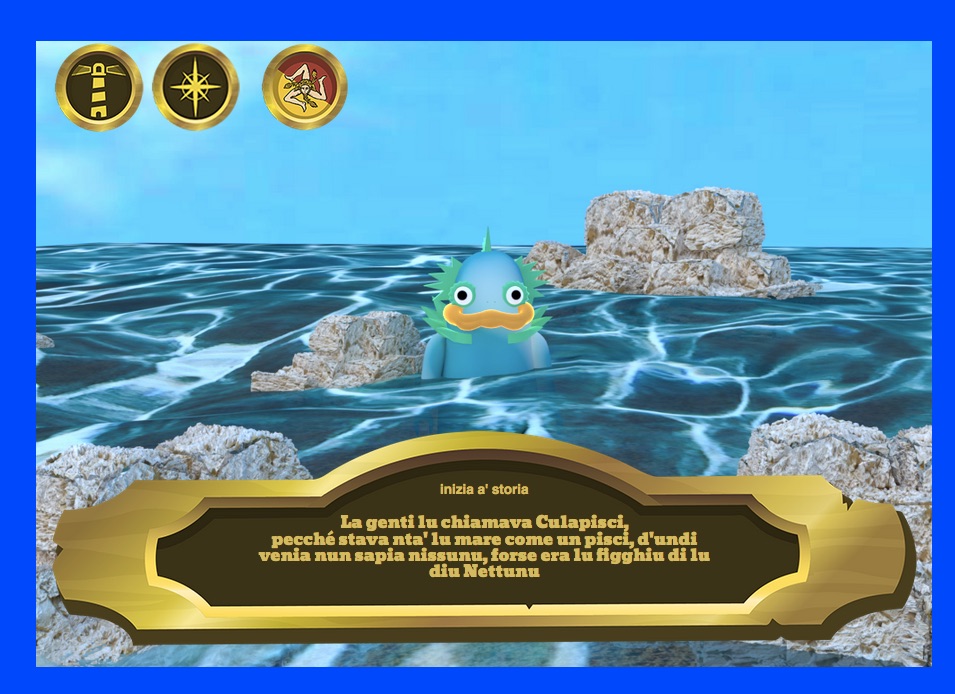 inizia a' storia
La genti lu chiamava Culapisci,
pecché stava nta' lu mare come un pisci, d'undi
venia nun sapia nissunu, forse era lu figghiu di lu
diu Nettunu